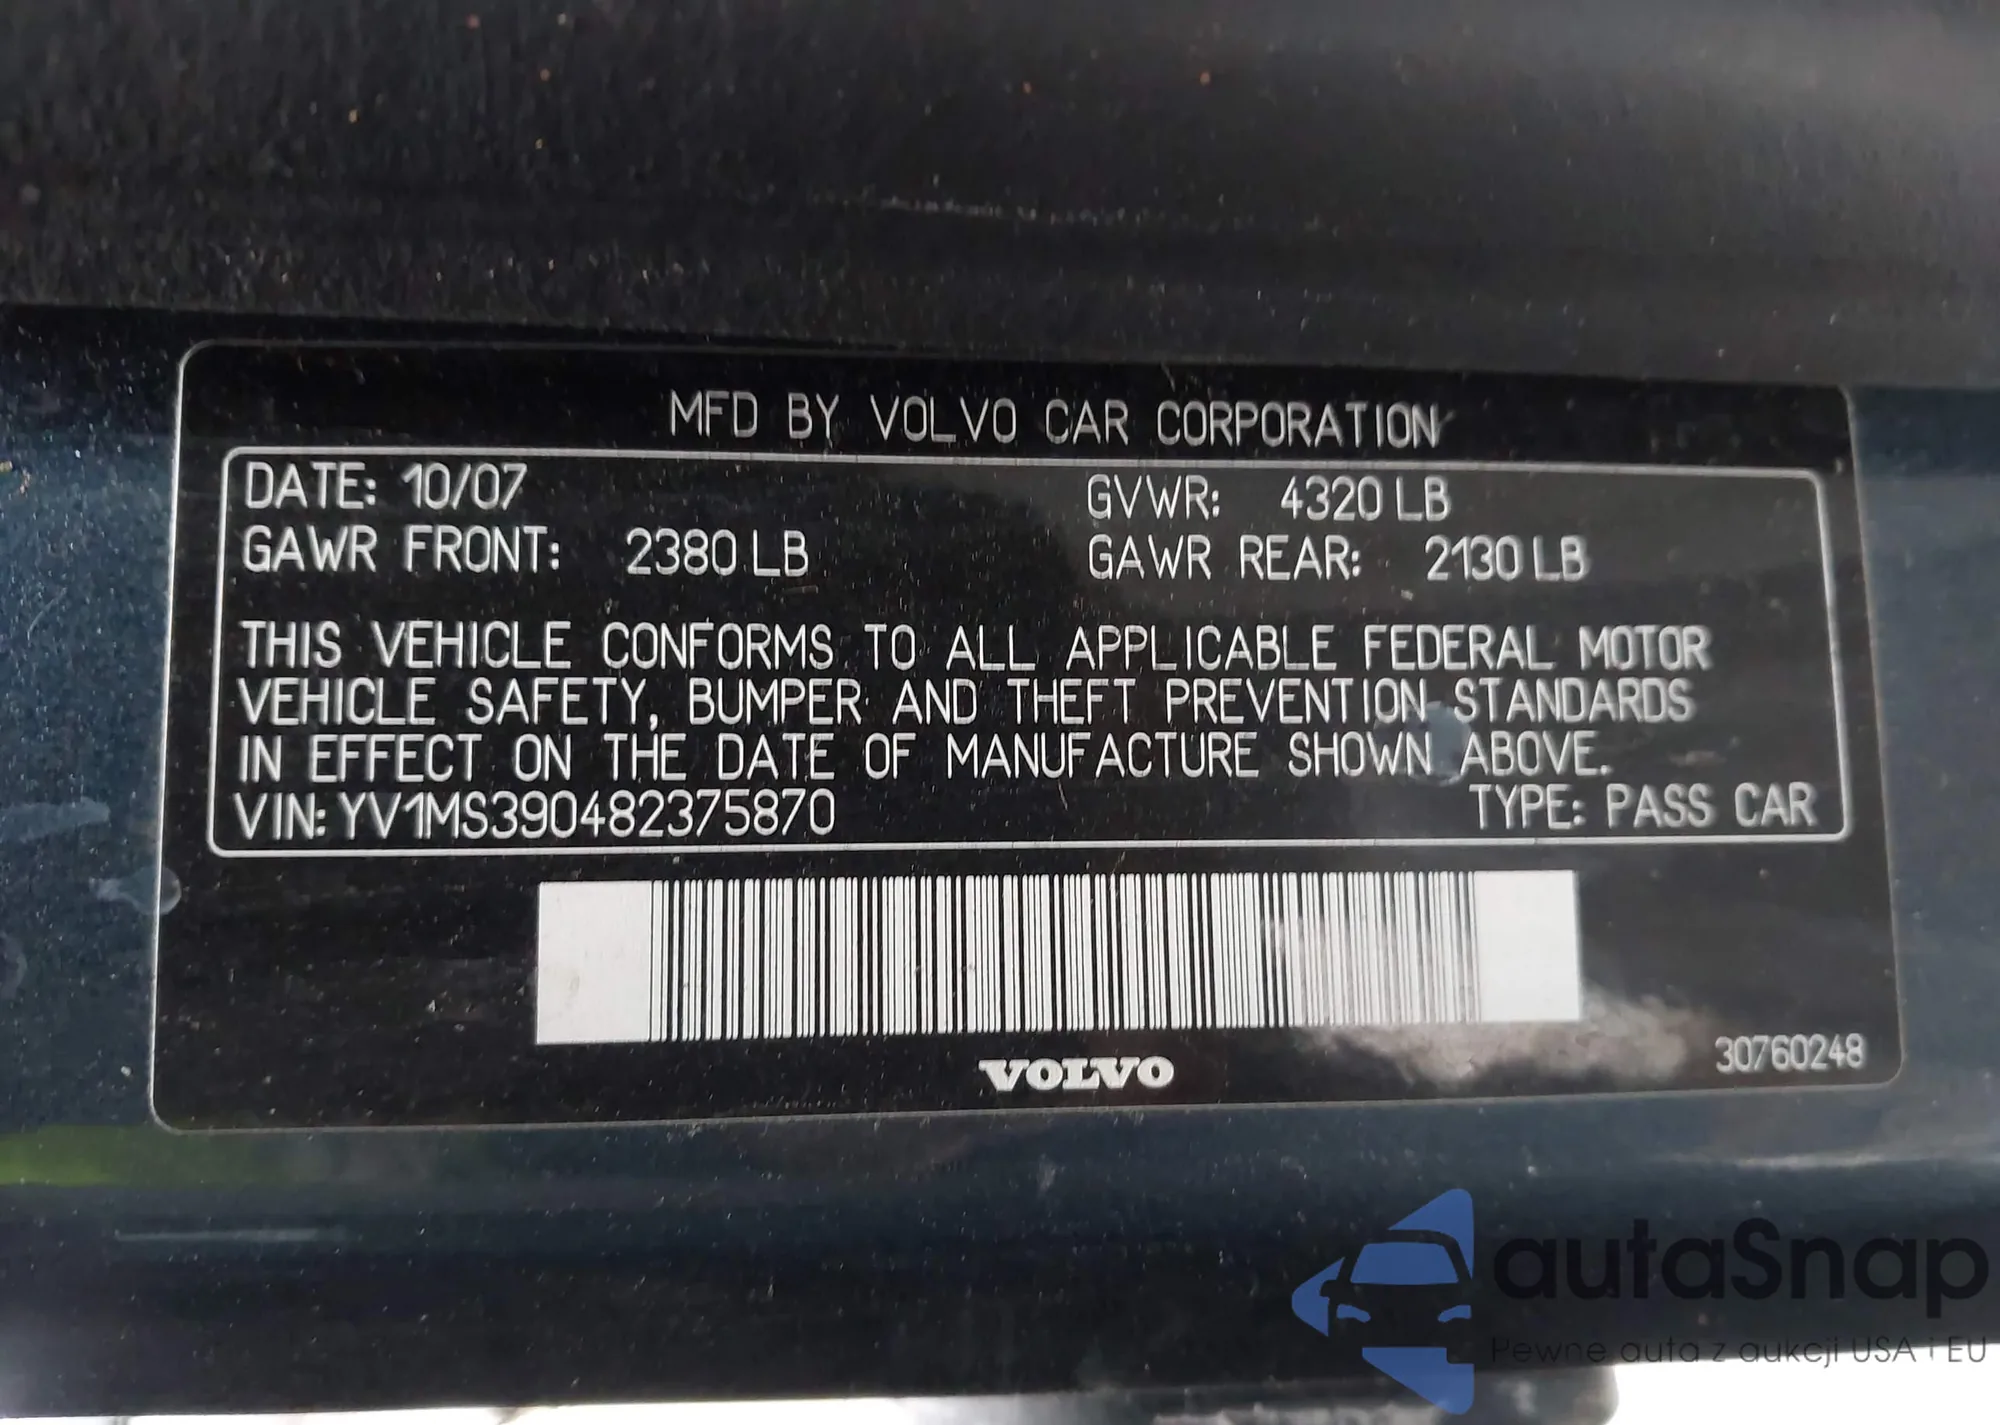 MFD BY VOLVO CAR CORPORATION
DATE: 10/07 GVWR: 4320 LB
GAWR FRONT: 2380 LB GAWR REAR: 2130 LB
THIS VEHICLE CONFORMS TO ALL APPLICABLE FEDERAL MOTOR
VEHICLE SAFETY, BUMPER AND THEFT PREVENTION STANDARDS
IN EFFECT ON THE DATE OF MANUFACTURE SHOWN ABOVE.
VIN: YV1MS390482375870 TYPE: PASS CAR
VOLVO
30760248
autaSnap
Pewne auta z aukcji USA i EU